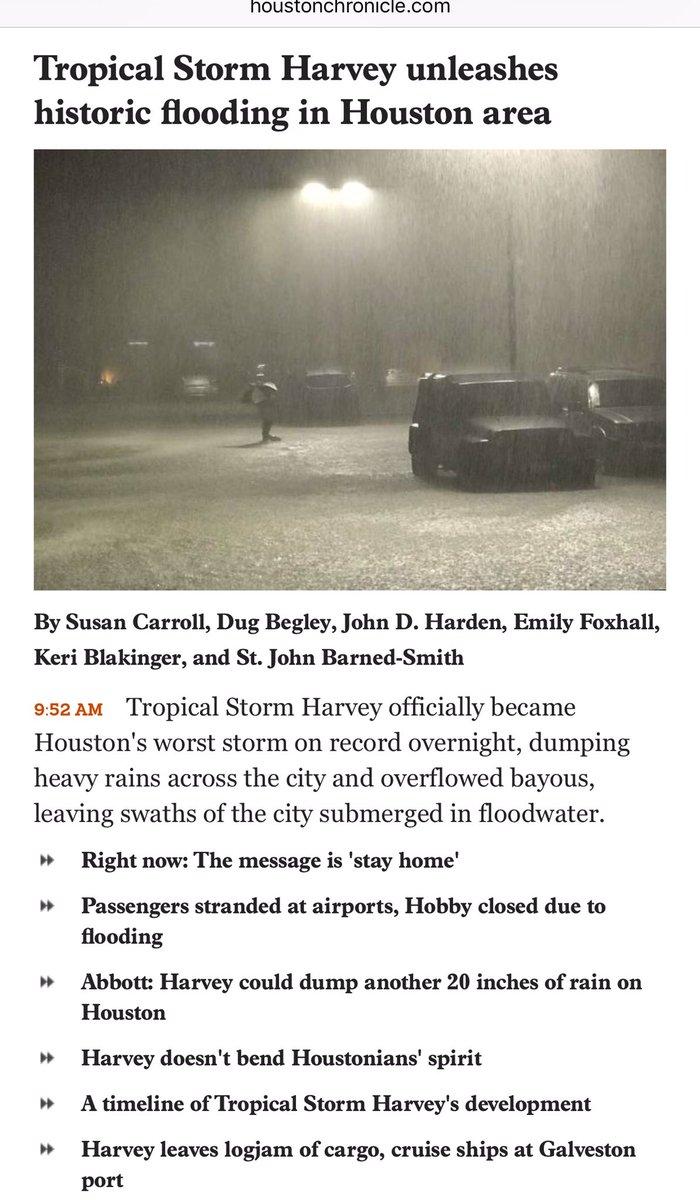 houstonchronicle.com
Tropical Storm Harvey unleashes
historic flooding in Houston area
By Susan Carroll, Dug Begley, John D. Harden, Emily Foxhall,
Keri Blakinger, and St. John Barned-Smith
9:52 AM Tropical Storm Harvey officially became
Houston's worst storm on record overnight, dumping
heavy rains across the city and overflowed bayous,
leaving swaths of the city submerged in floodwater.
Right now: The message is 'stay home'
Passengers stranded at airports, Hobby closed due to
flooding
Abbott: Harvey could dump another 20 inches of rain on
Houston
Harvey doesn't bend Houstonians' spirit
A timeline of Tropical Storm Harvey's development
Harvey leaves logjam of cargo, cruise ships at Galveston
port